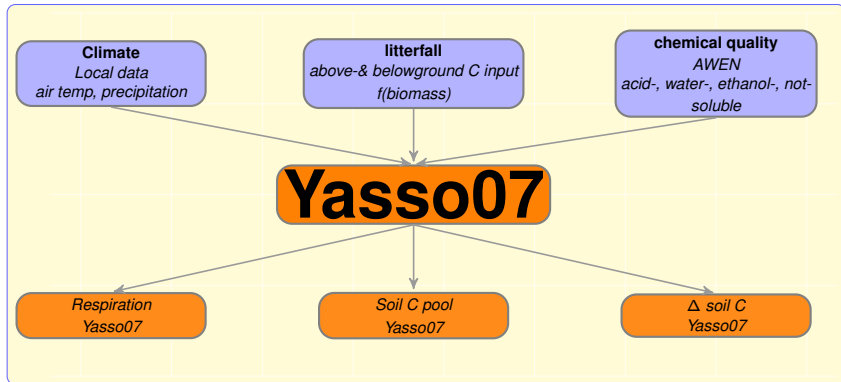 Climate
Local data
air temp, precipitation
litterfall
above-& belowground C input
f(biomass)
chemical quality
AWEN
acid-, water-, ethanol-, not-
soluble
Yasso07
Respiration
Yasso07
Soil C pool
Yasso07
Δ soil C
Yasso07